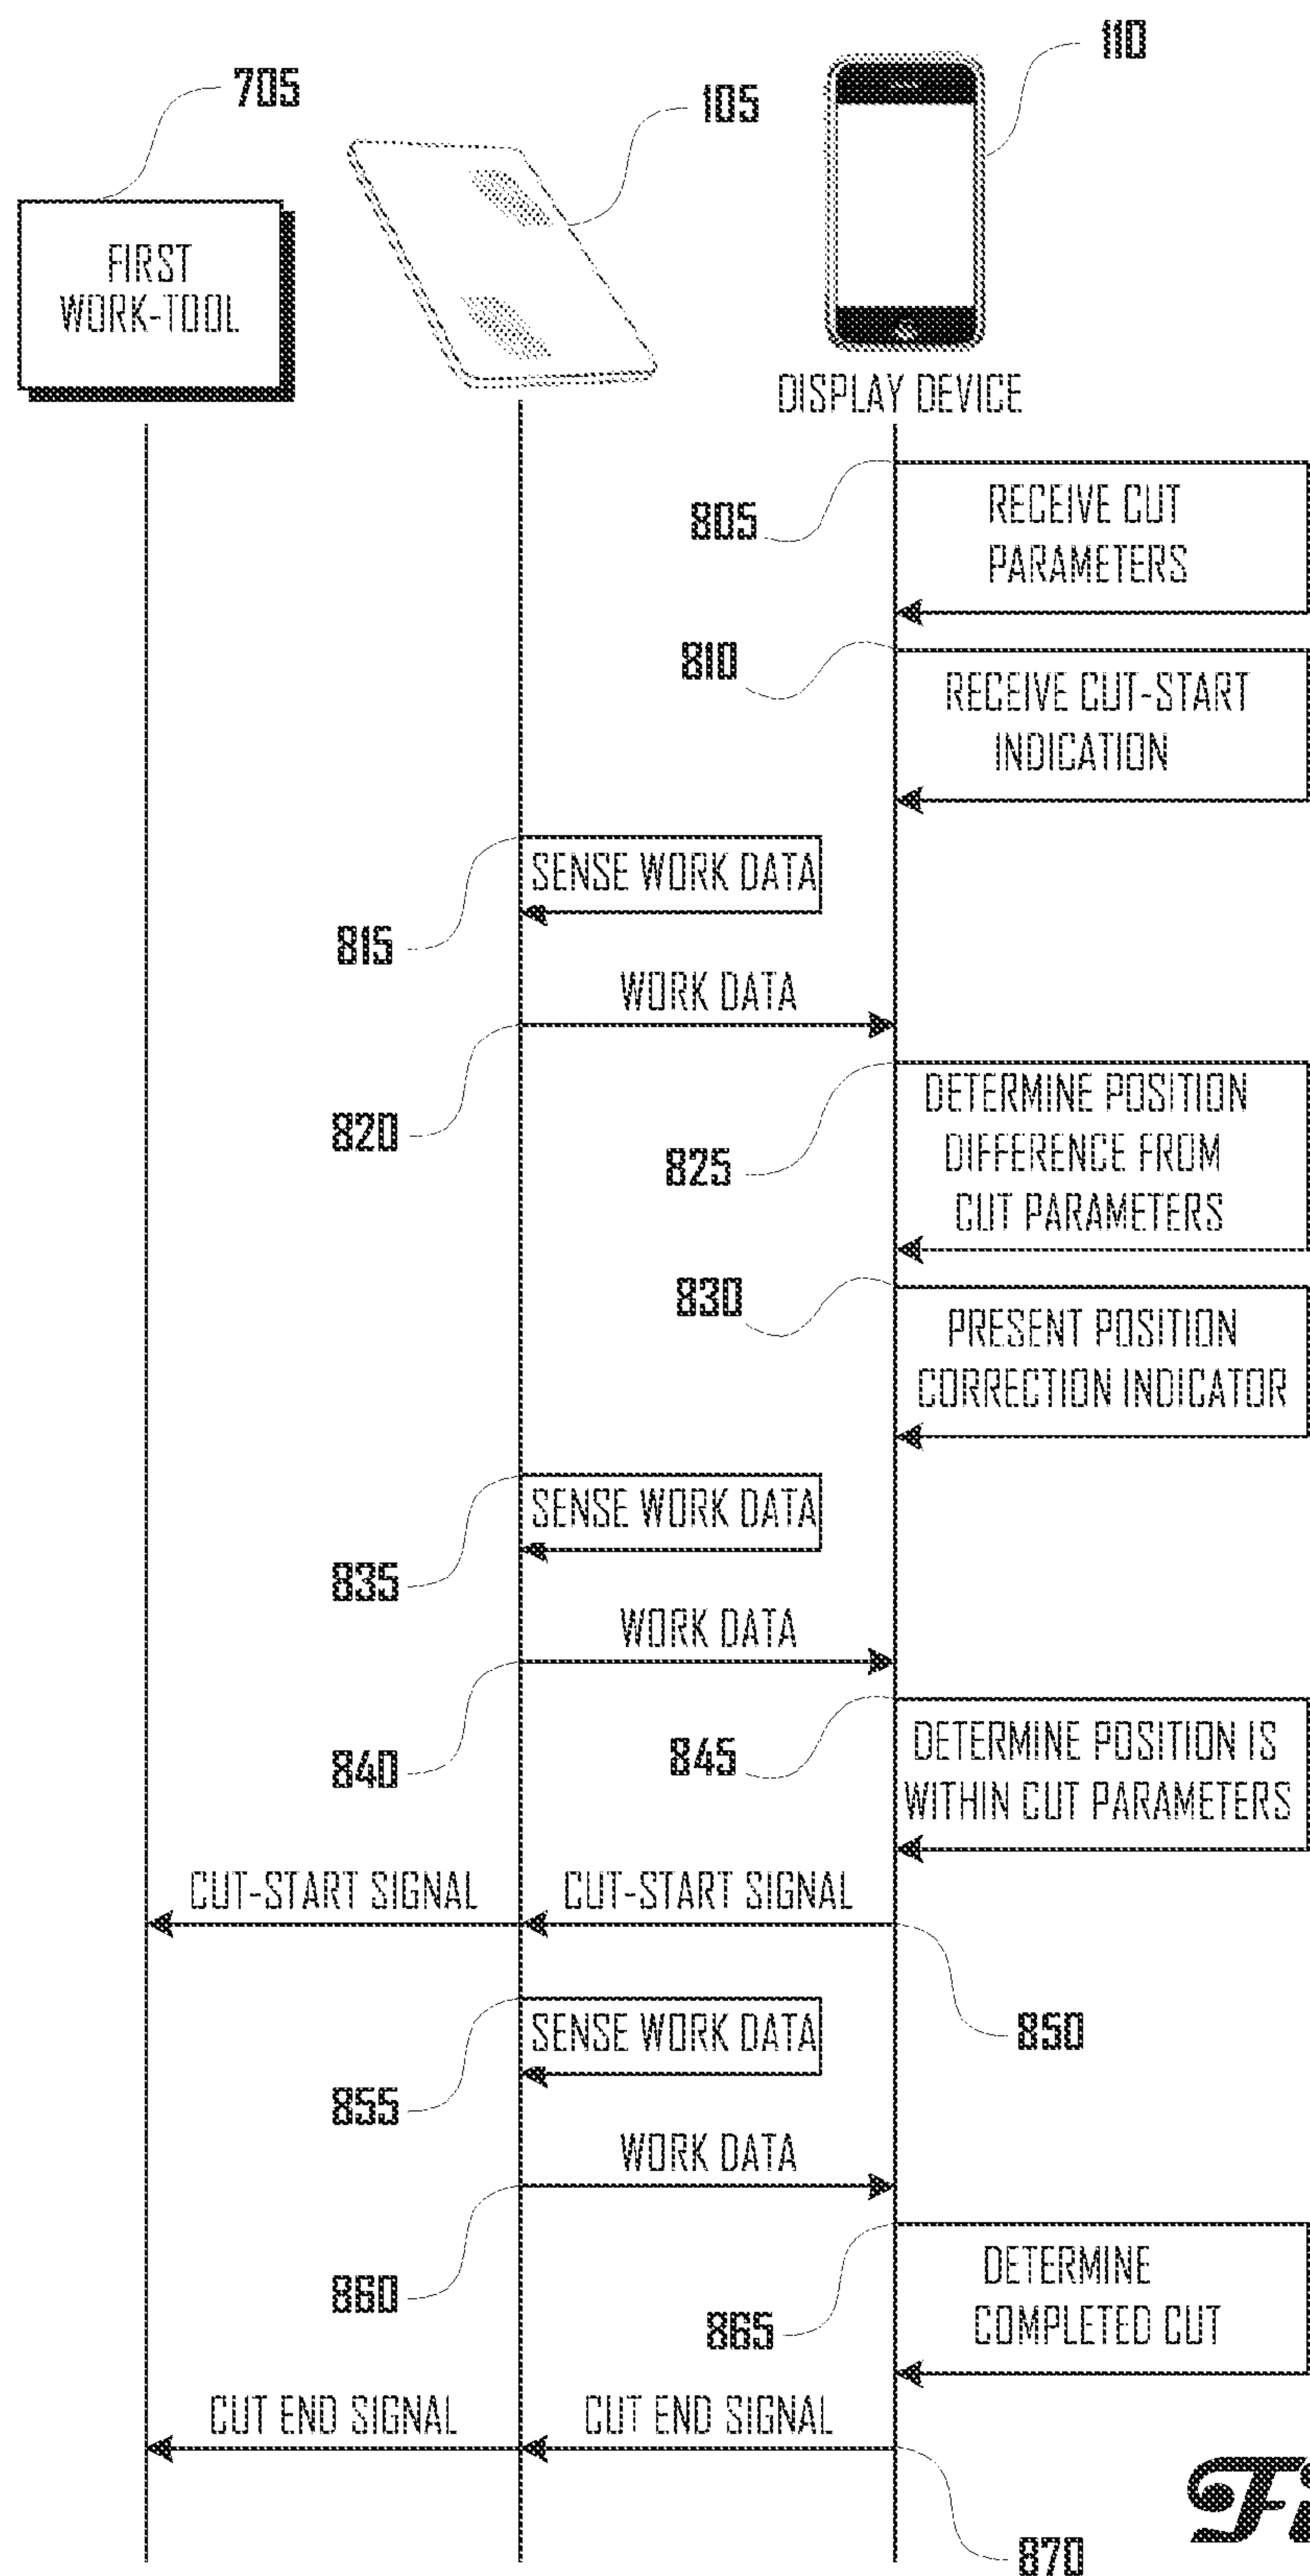 110
705
105
FIRST
WORK-TOOL
DISPLAY DEVICE
805
RECEIVE CUT
PARAMETERS
810
RECEIVE CUT-START
INDICATION
SENSE WORK DATA
815
WORK DATA
820
825
DETERMINE POSITION
DIFFERENCE FROM
CUT PARAMETERS
830
PRESENT POSITION
CORRECTION INDICATOR
SENSE WORK DATA
835
WORK DATA
840
845
DETERMINE POSITION IS
WITHIN CUT PARAMETERS
CUT-START SIGNAL
CUT-START SIGNAL
850
SENSE WORK DATA
855
WORK DATA
860
865
DETERMINE
COMPLETED CUT
CUT END SIGNAL
CUT END SIGNAL
870